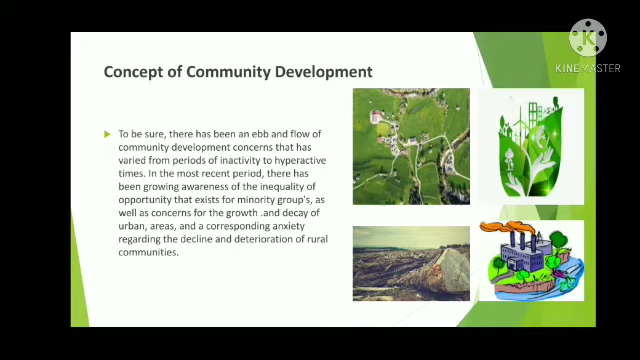 K
KINEMASTER
Concept of Community Development
To be sure, there has been an ebb and flow of
community development concerns that has
varied from periods of inactivity to hyperactive
times. In the most recent period, there has
been growing awareness of the inequality of
opportunity that exists for minority group's, as
well as concerns for the growth .and decay of
urban, areas, and a corresponding anxiety
regarding the decline and deterioration of rural
communities.